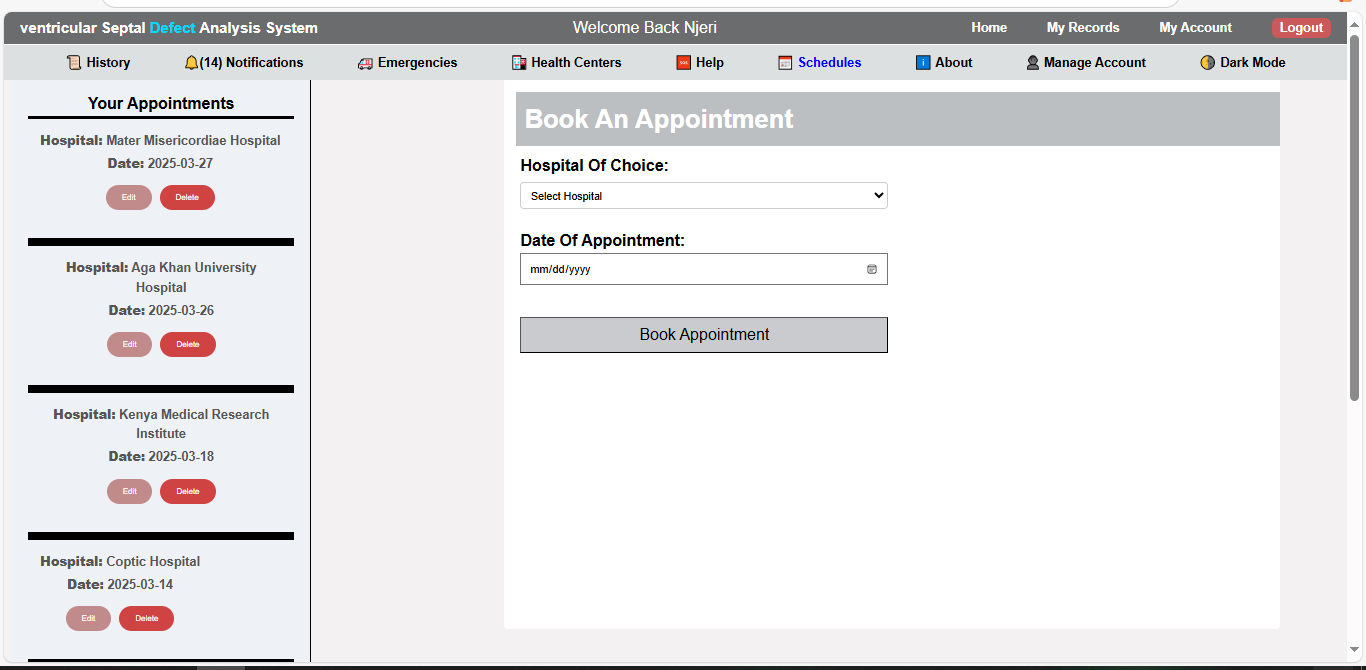 ventricular Septal Defect Analysis System
Welcome Back Njeri
Home
My Records
My Account
Logout
History
(14) Notifications
Emergencies
Health Centers
Help
Schedules
About
Manage Account
Dark Mode
Your Appointments
Hospital: Mater Misericordiae Hospital
Date: 2025-03-27
Edit
Delete
Hospital: Aga Khan University
Hospital
Date: 2025-03-26
Edit
Delete
Hospital: Kenya Medical Research
Institute
Date: 2025-03-18
Edit
Delete
Hospital: Coptic Hospital
Date: 2025-03-14
Edit
Delete
Book An Appointment
Hospital Of Choice:
Select Hospital
Date Of Appointment:
mm/dd/yyyy
Book Appointment